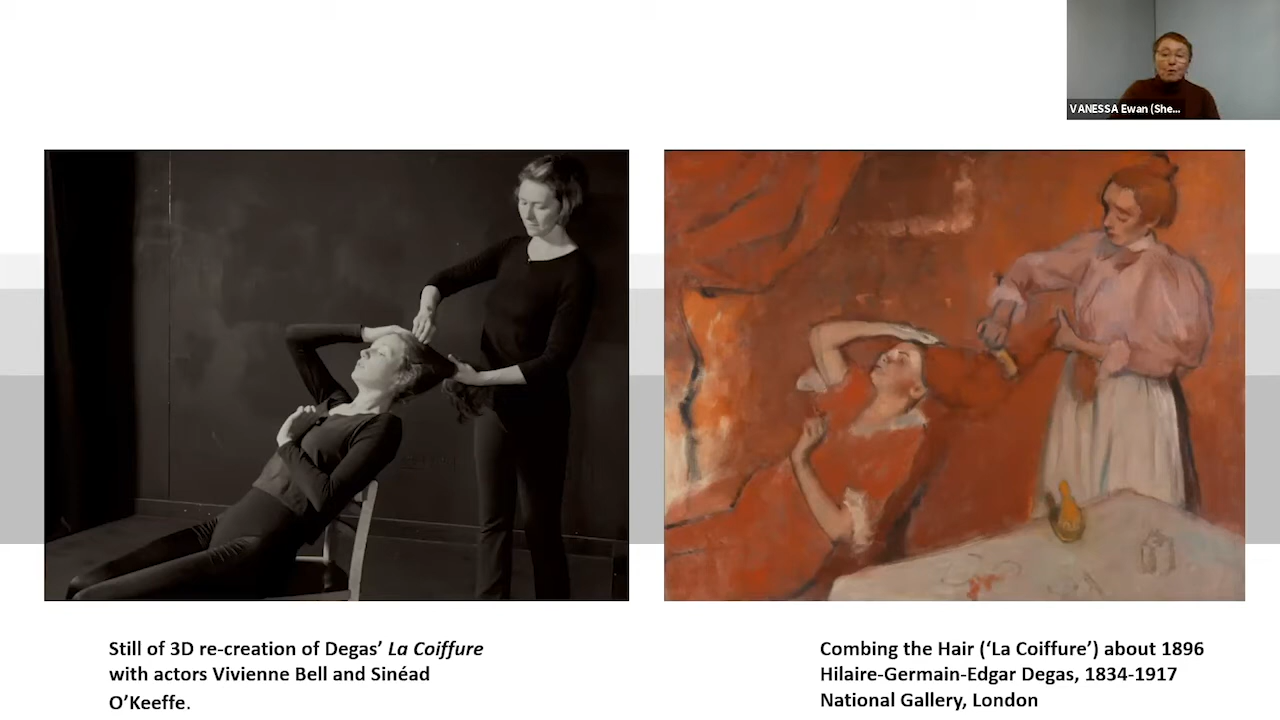 VANESSA Ewan (She...
Still of 3D re-creation of Degas’ La Coiffure
with actors Vivienne Bell and Sinéad
O’Keeffe.
Combing the Hair (‘La Coiffure’) about 1896
Hilaire-Germain-Edgar Degas, 1834-1917
National Gallery, London